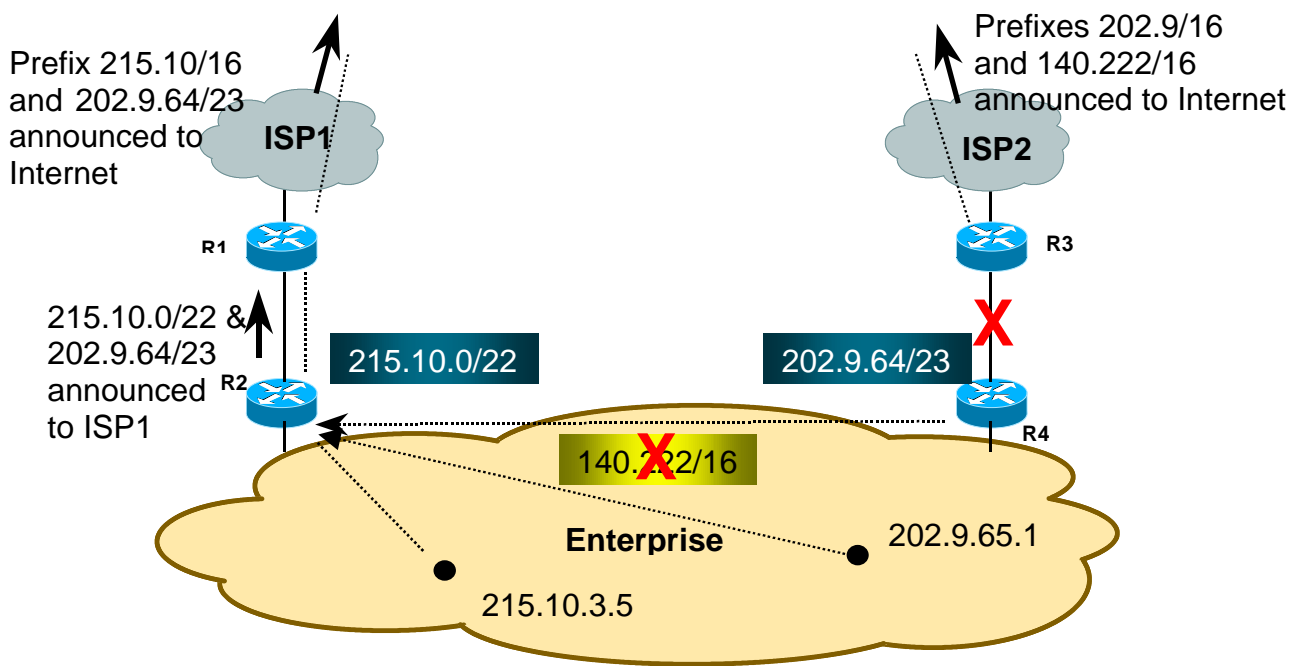 Prefix 215.10/16
and 202.9.64/23
announced to
Internet
ISP1
Prefixes 202.9/16
and 140.222/16
announced to Internet
ISP2
R1
R3
215.10.0/22 &
202.9.64/23
announced
to ISP1
R2
215.10.0/22
202.9.64/23
X
R4
140.222/16
X
Enterprise
202.9.65.1
215.10.3.5